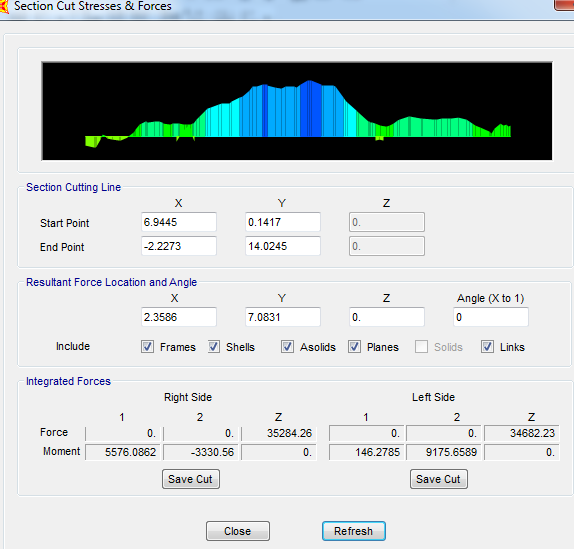 Section Cut Stresses & Forces
Section Cutting Line
X Y Z
Start Point 6.9445 0.1417 0.
End Point -2.2273 14.0245 0.
Resultant Force Location and Angle
X Y Z Angle (X to 1)
2.3586 7.0831 0. 0
Include Frames Shells Asolids Planes Solids Links
Integrated Forces
Right Side Left Side
1 2 Z 1 2 Z
Force 0. 0. 35284.26 0. 0. 34682.23
Moment 5576.0862 -3330.56 0. 146.2785 9175.6589 0.
Save Cut Save Cut
Close Refresh